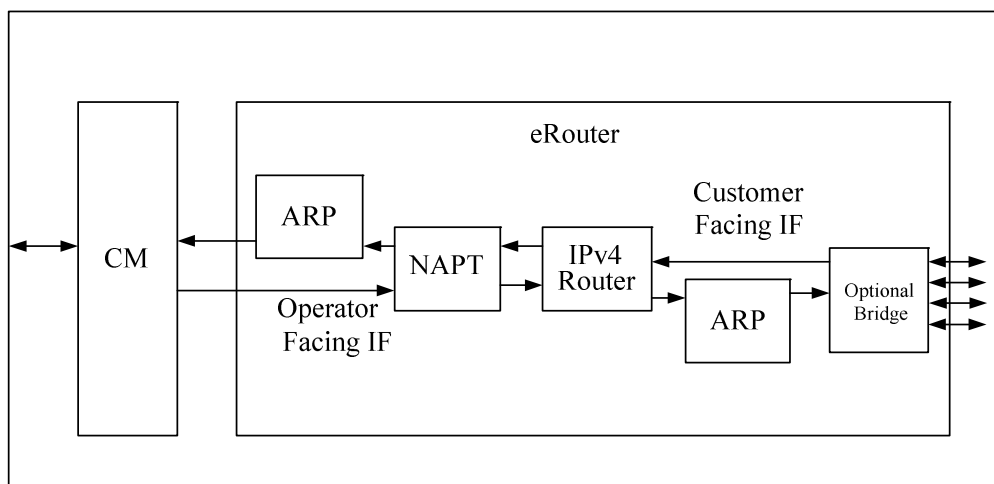 eRouter
CM
ARP
NAPT
Operator
Facing IF
IPv4
Router
Customer
Facing IF
ARP
Optional
Bridge